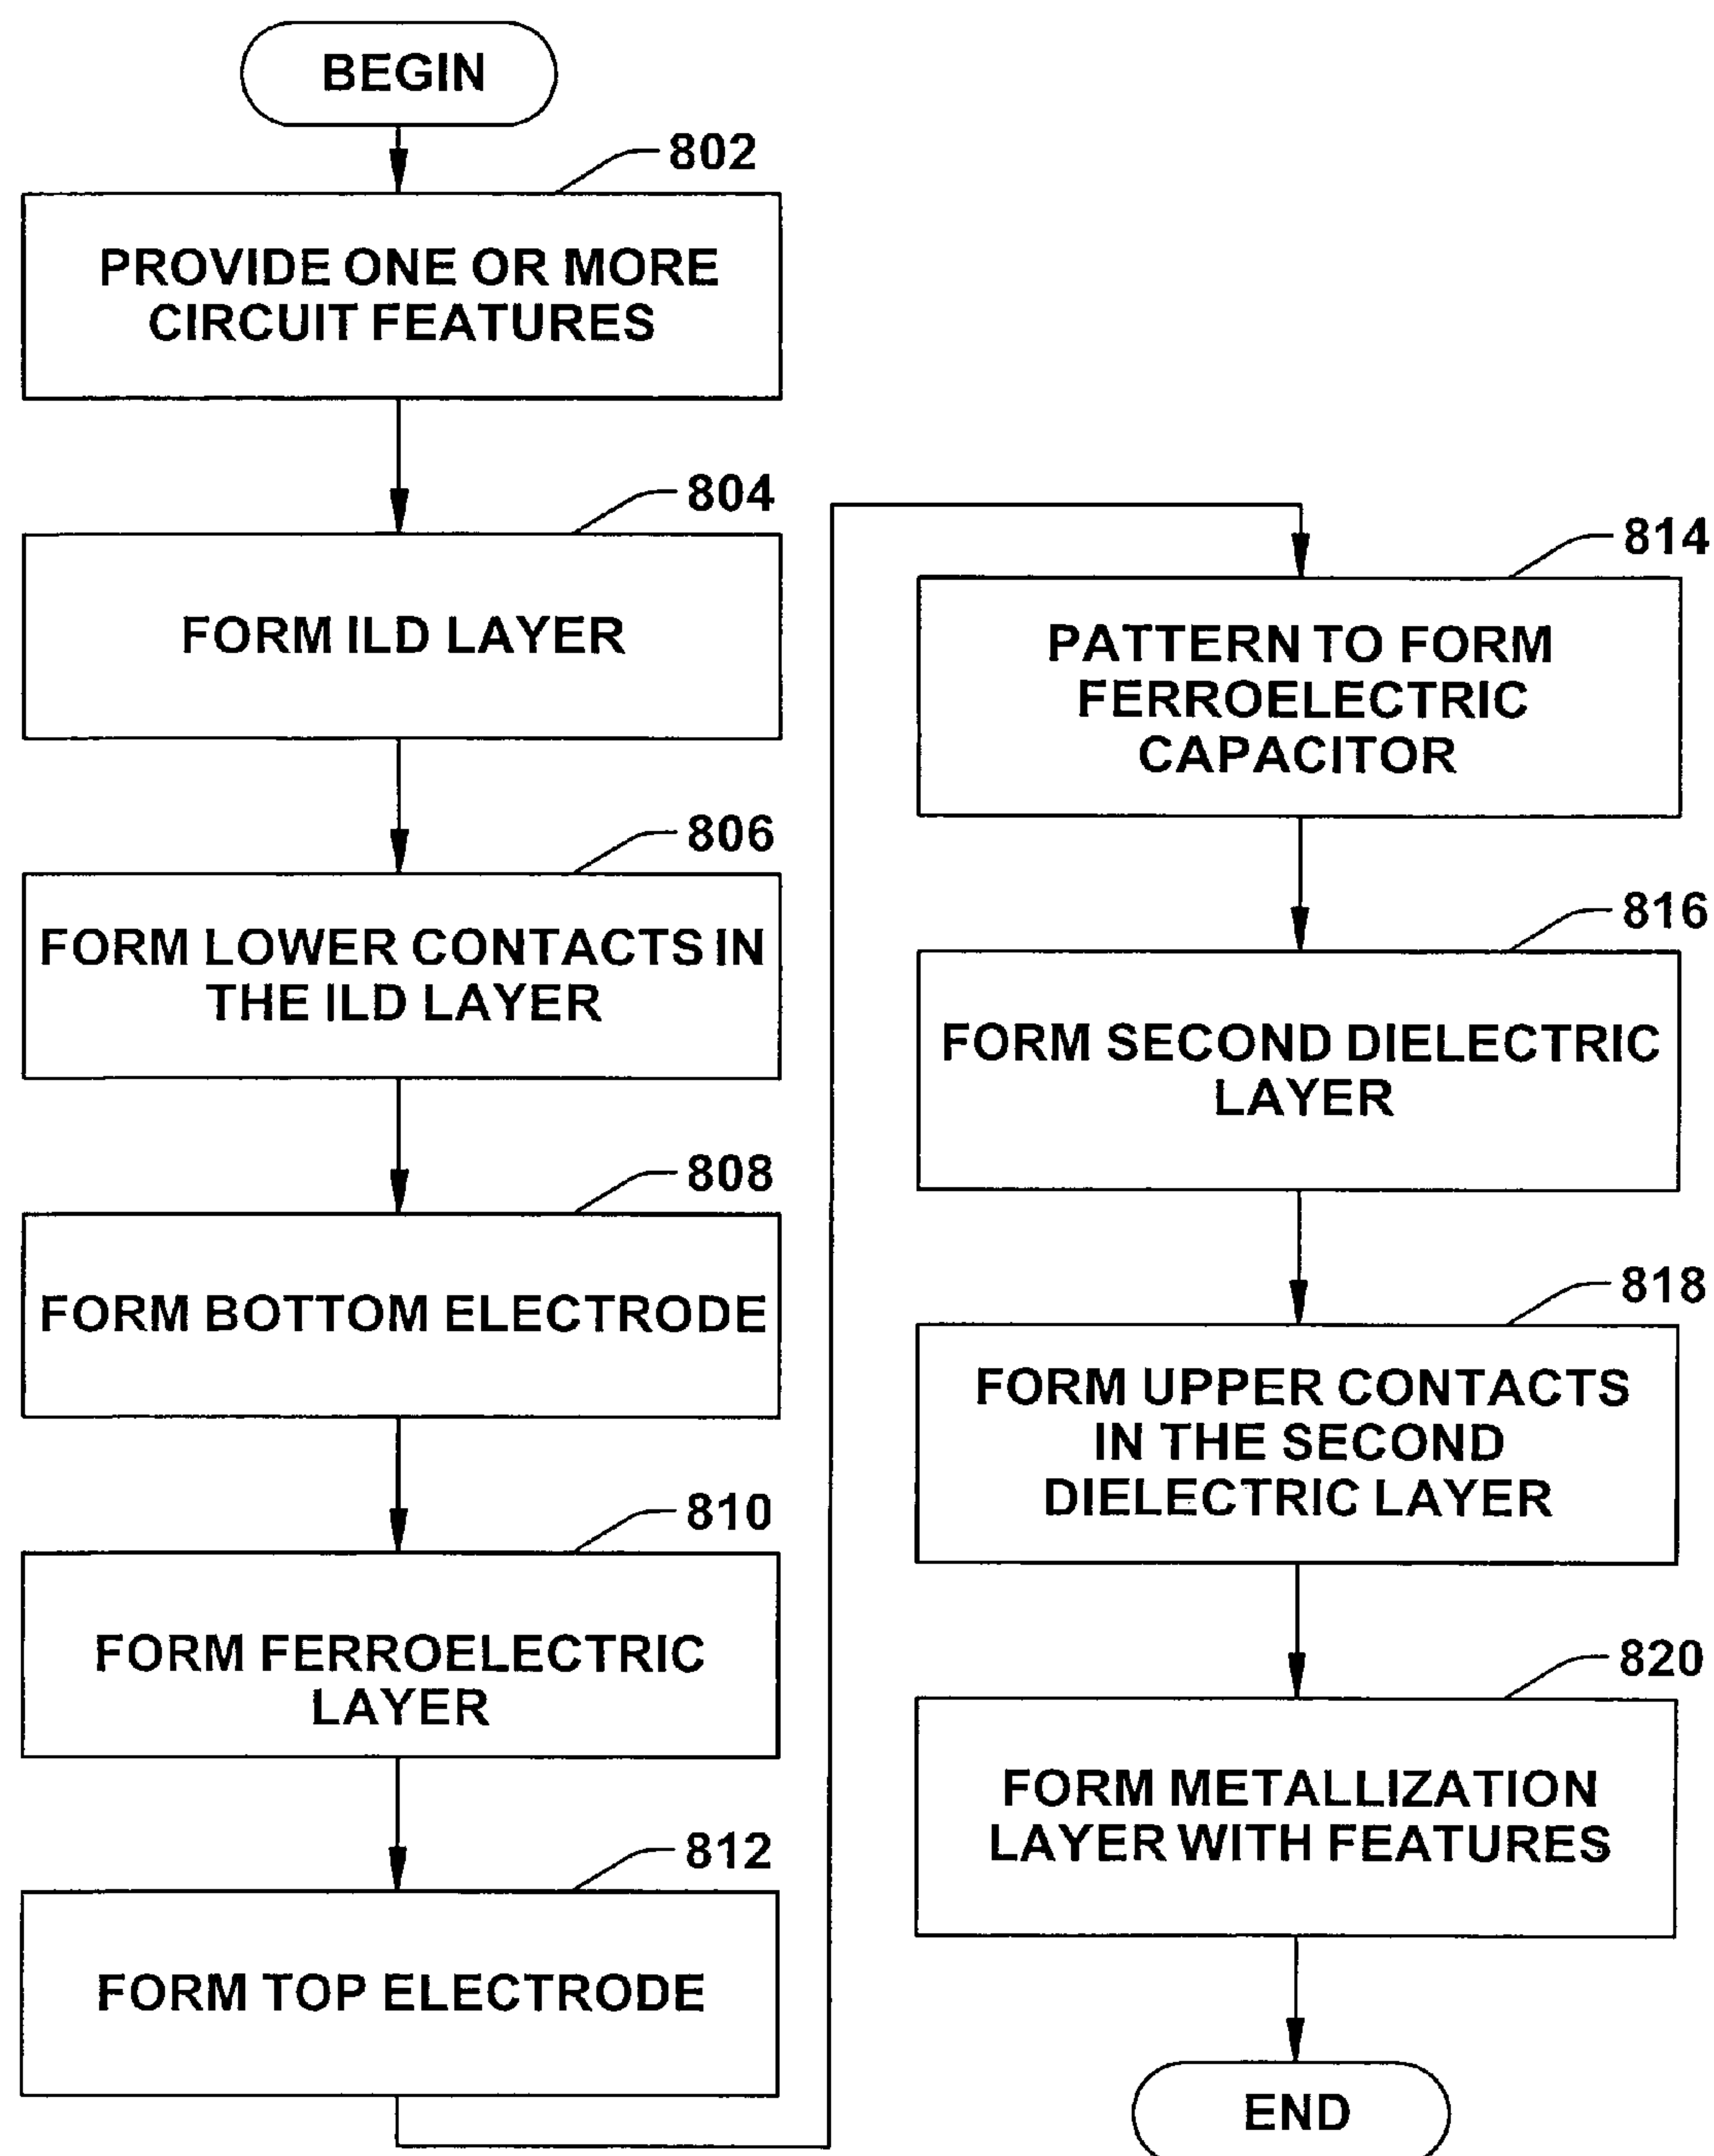 BEGIN
802
PROVIDE ONE OR MORE
CIRCUIT FEATURES
804
FORM ILD LAYER
806
FORM LOWER CONTACTS IN
THE ILD LAYER
808
FORM BOTTOM ELECTRODE
810
FORM FERROELECTRIC
LAYER
812
FORM TOP ELECTRODE
814
PATTERN TO FORM
FERROELECTRIC
CAPACITOR
816
FORM SECOND DIELECTRIC
LAYER
818
FORM UPPER CONTACTS
IN THE SECOND
DIELECTRIC LAYER
820
FORM METALLIZATION
LAYER WITH FEATURES
END